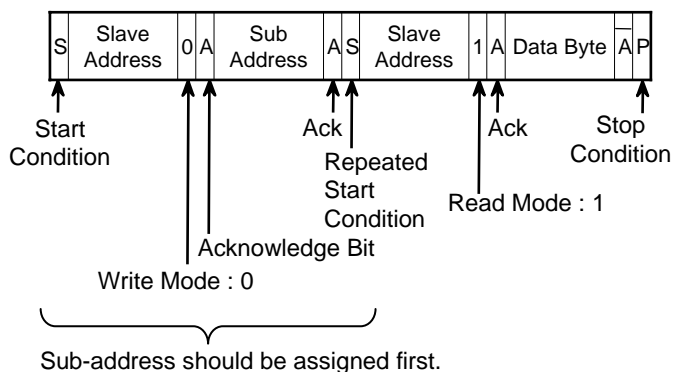 S Slave Address 0 A Sub Address A S Slave Address 1 A Data Byte A̅ P
Start Condition
Ack
Repeated Start Condition
Ack
Stop Condition
Read Mode : 1
Acknowledge Bit
Write Mode : 0
Sub-address should be assigned first.